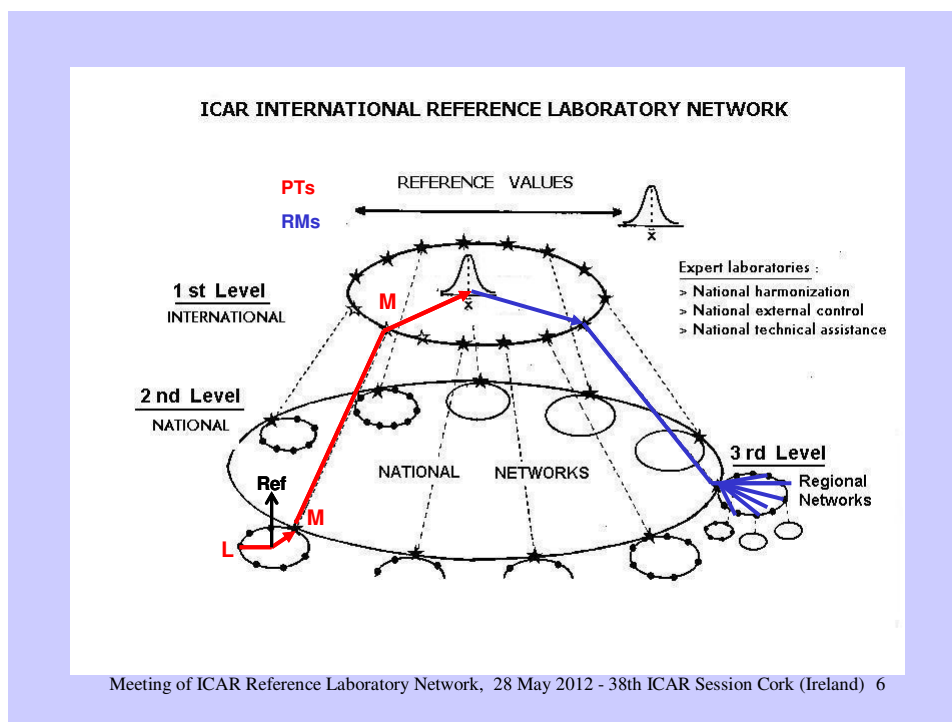 ICAR INTERNATIONAL REFERENCE LABORATORY NETWORK
PTs
RMs
REFERENCE VALUES
x
1 st Level
INTERNATIONAL
M
x
Expert laboratories :
> National harmonization
> National external control
> National technical assistance
2 nd Level
NATIONAL
NATIONAL NETWORKS
3 rd Level
Regional
Networks
Ref
M
L
Meeting of ICAR Reference Laboratory Network, 28 May 2012 - 38th ICAR Session Cork (Ireland) 6